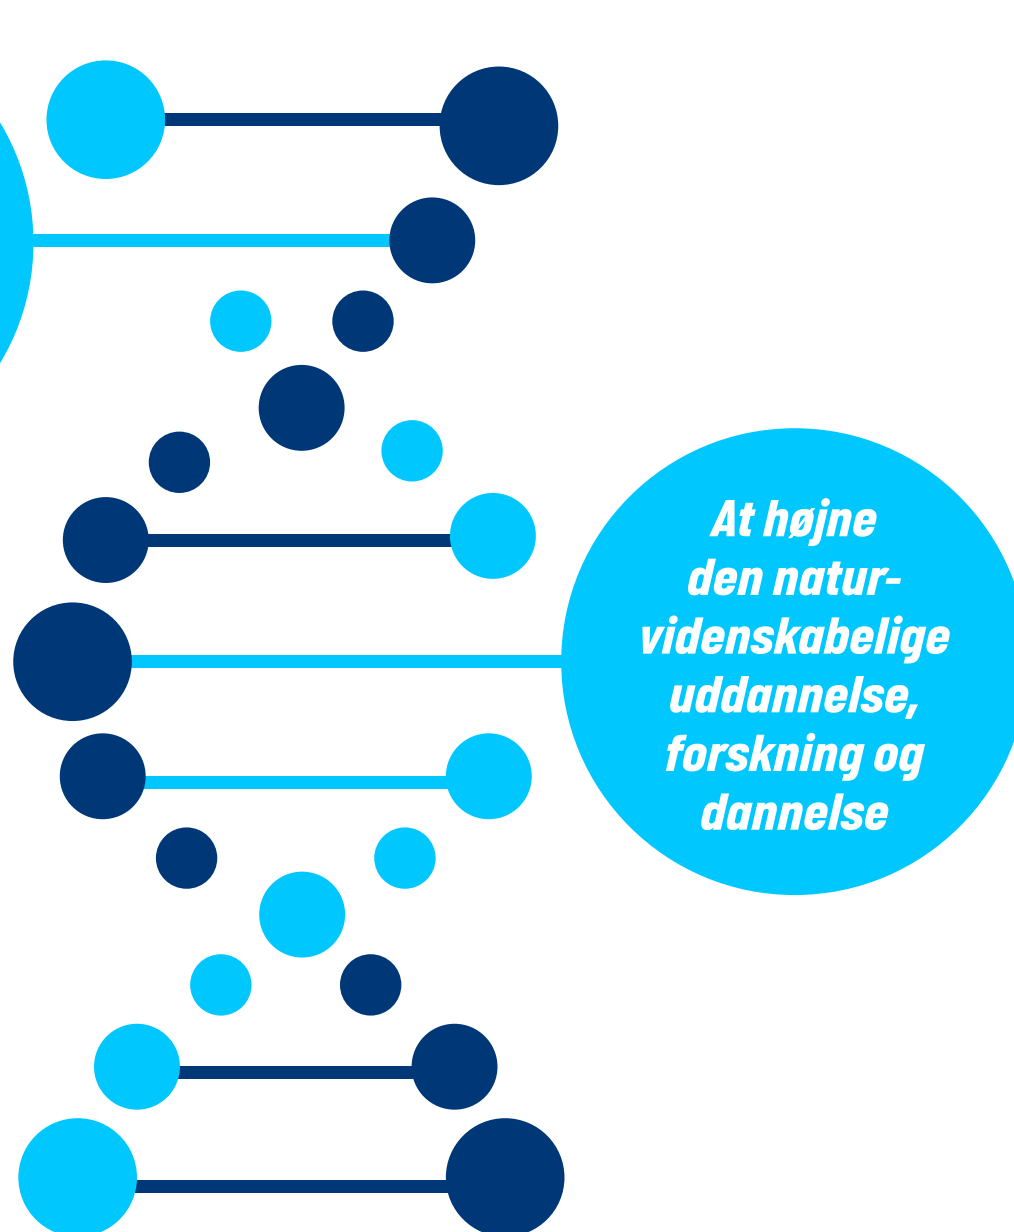 At højne
den natur-
videnskabelige
uddannelse,
forskning og
dannelse